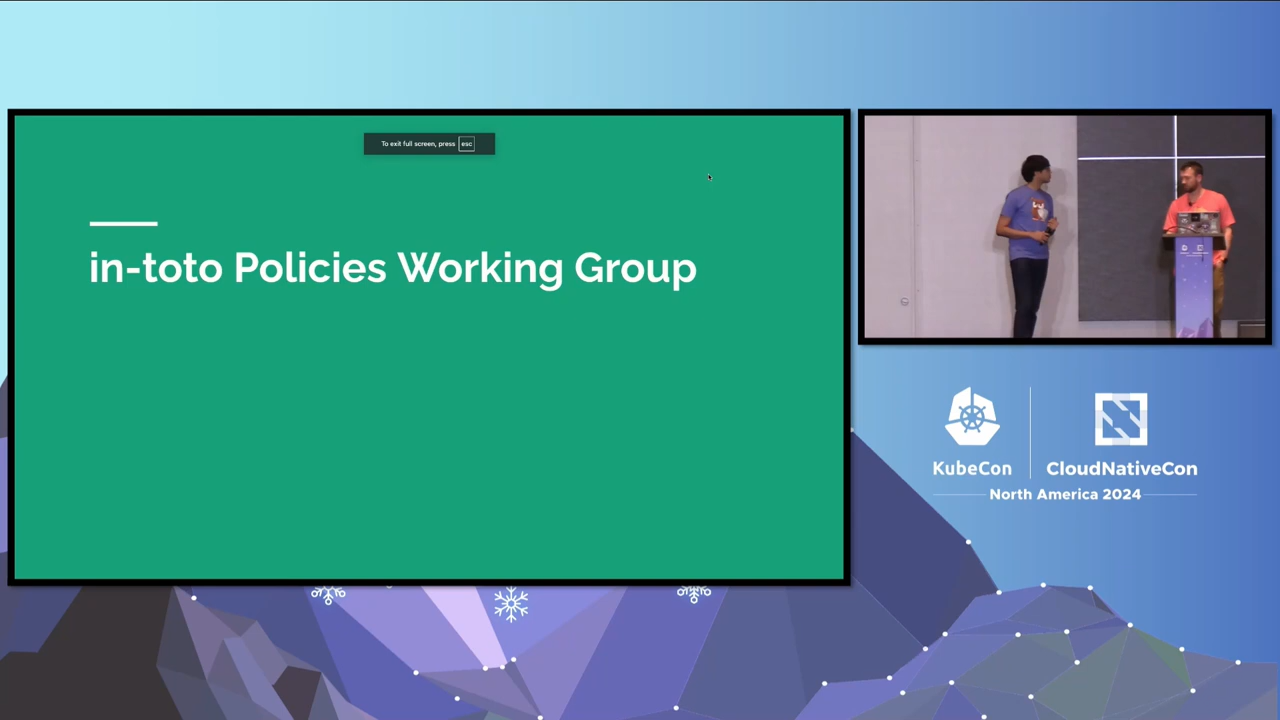 To exit full screen, press esc
in-toto Policies Working Group
KubeCon
CloudNativeCon
North America 2024